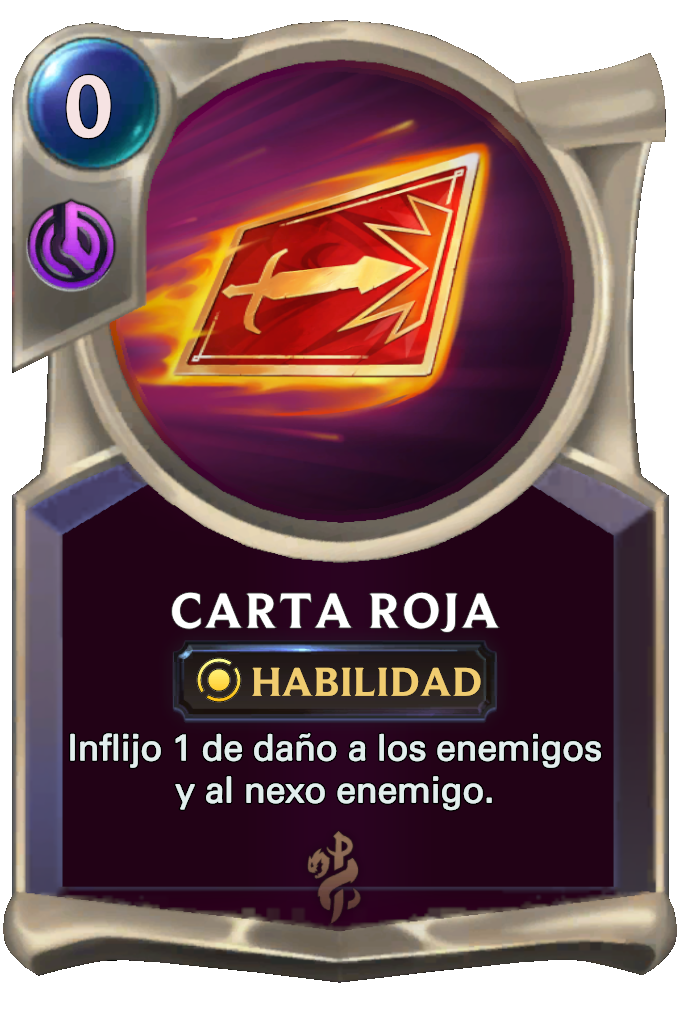 0
CARTA ROJA
HABILIDAD
Inflijo 1 de daño a los enemigos
y al nexo enemigo.